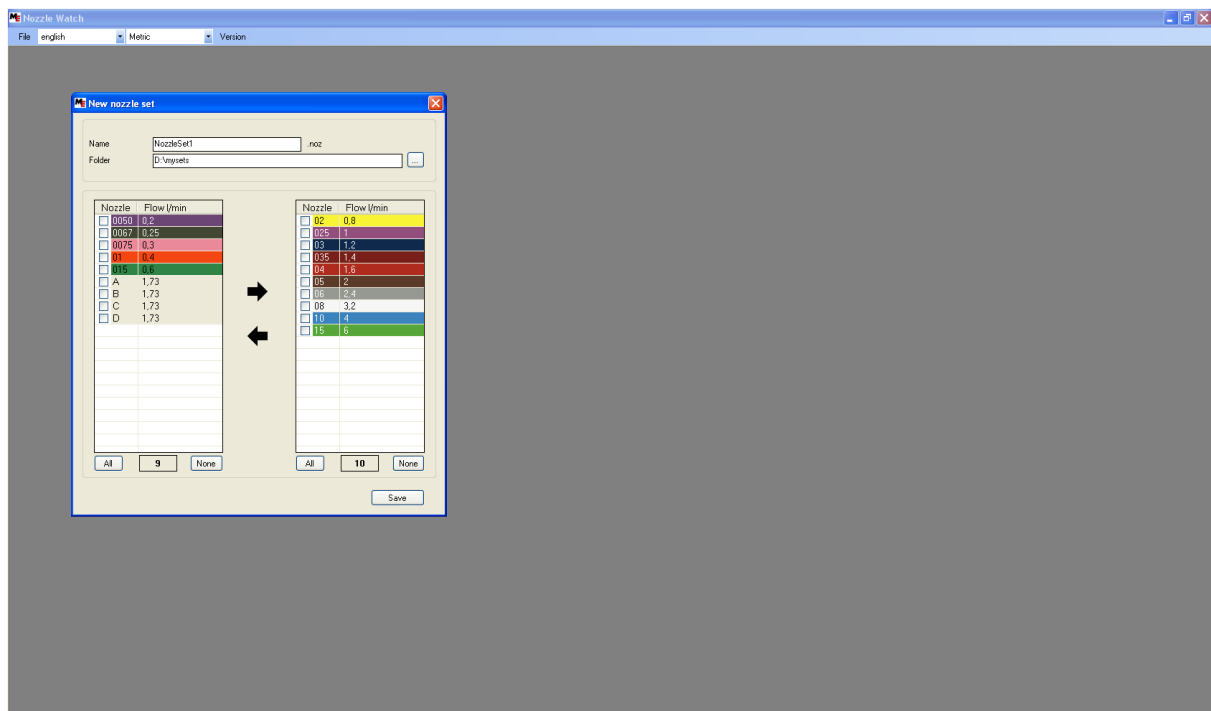 Nozzle Watch
File english Metric Version
New nozzle set
Name NozzleSet1 .noz
Folder D:\mysets ...
Nozzle Flow l/min
0050 0,2
0067 0,25
0075 0,3
01 0,4
015 0,6
A 1,73
B 1,73
C 1,73
D 1,73
All 9 None
Nozzle Flow l/min
02 0,8
025 1
03 1,2
035 1,4
04 1,6
05 2
06 2,4
08 3,2
10 4
15 6
All 10 None
Save